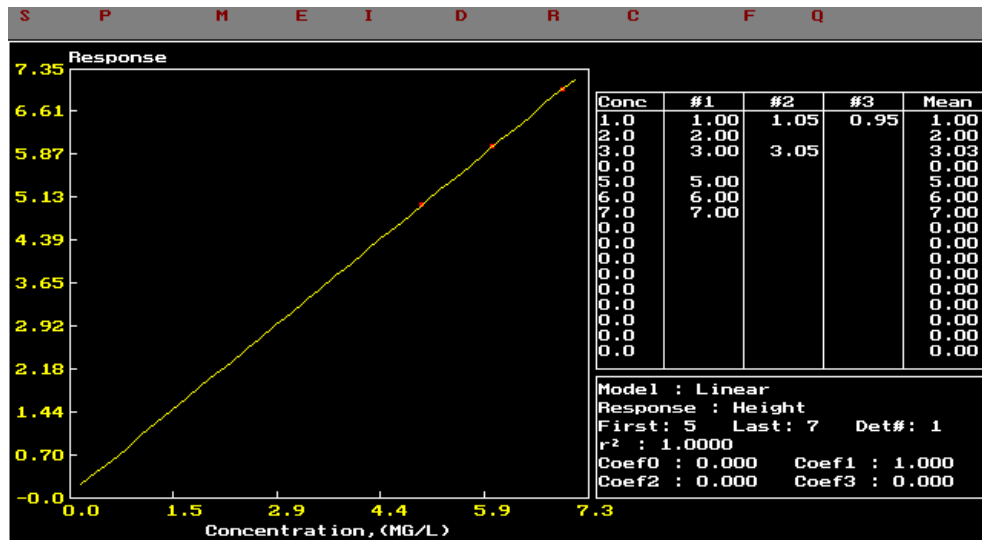 S P M E I D R C F Q
Response
7.35
6.61
5.87
5.13
4.39
3.65
2.92
2.18
1.44
0.70
-0.0
0.0 1.5 2.9 4.4 5.9 7.3
Concentration,(MG/L)
Conc #1 #2 #3 Mean
1.0 1.00 1.05 0.95 1.00
2.0 2.00 2.00
3.0 3.00 3.05 3.03
0.0 0.00
5.0 5.00 5.00
6.0 6.00 6.00
7.0 7.00 7.00
0.0 0.00
0.0 0.00
0.0 0.00
0.0 0.00
0.0 0.00
0.0 0.00
0.0 0.00
0.0 0.00
0.0 0.00
Model : Linear
Response : Height
First: 5 Last: 7 Det#: 1
r² : 1.0000
Coef0 : 0.000 Coef1 : 1.000
Coef2 : 0.000 Coef3 : 0.000